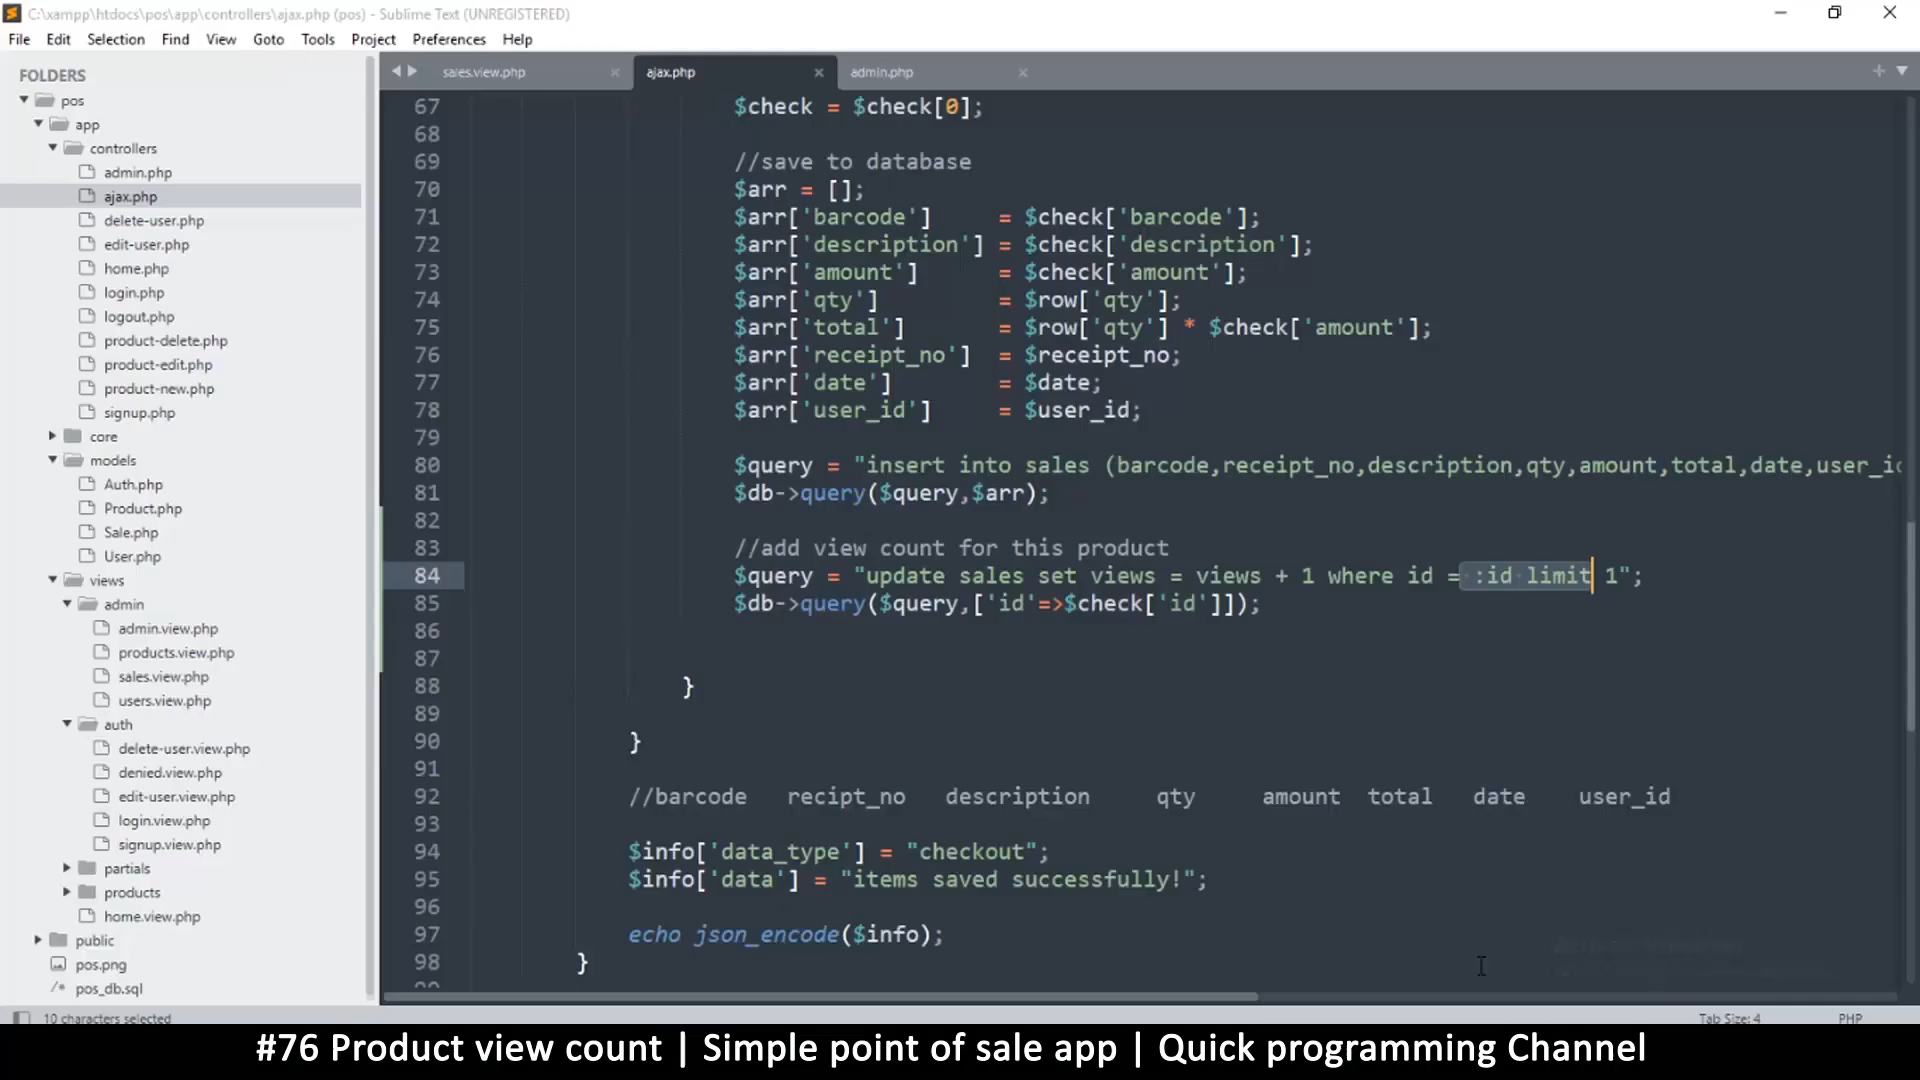 C:\xampp\htdocs\pos\app\controllers\ajax.php (pos) - Sublime Text (UNREGISTERED)
File Edit Selection Find View Goto Tools Project Preferences Help
FOLDERS
pos
app
controllers
admin.php
ajax.php
delete-user.php
edit-user.php
home.php
login.php
logout.php
product-delete.php
product-edit.php
product-new.php
signup.php
core
models
Auth.php
Product.php
Sale.php
User.php
views
admin
admin.view.php
products.view.php
sales.view.php
users.view.php
auth
delete-user.view.php
denied.view.php
edit-user.view.php
login.view.php
signup.view.php
partials
products
home.view.php
public
pos.png
/* pos_db.sql
sales.view.php ajax.php admin.php
67 $check = $check[0];
68
69 //save to database
70 $arr = [];
71 $arr['barcode'] = $check['barcode'];
72 $arr['description'] = $check['description'];
73 $arr['amount'] = $check['amount'];
74 $arr['qty'] = $row['qty'];
75 $arr['total'] = $row['qty'] * $check['amount'];
76 $arr['receipt_no'] = $receipt_no;
77 $arr['date'] = $date;
78 $arr['user_id'] = $user_id;
79
80 $query = "insert into sales (barcode,receipt_no,description,qty,amount,total,date,user_i
81 $db->query($query,$arr);
82
83 //add view count for this product
84 $query = "update sales set views = views + 1 where id = :id limit 1";
85 $db->query($query,['id'=>$check['id']]);
86
87
88 }
89
90 }
91
92 //barcode recipt_no description qty amount total date user_id
93
94 $info['data_type'] = "checkout";
95 $info['data'] = "items saved successfully!";
96
97 echo json_encode($info);
98 }
10 characters selected Tab Size: 4 PHP
#76 Product view count | Simple point of sale app | Quick programming Channel